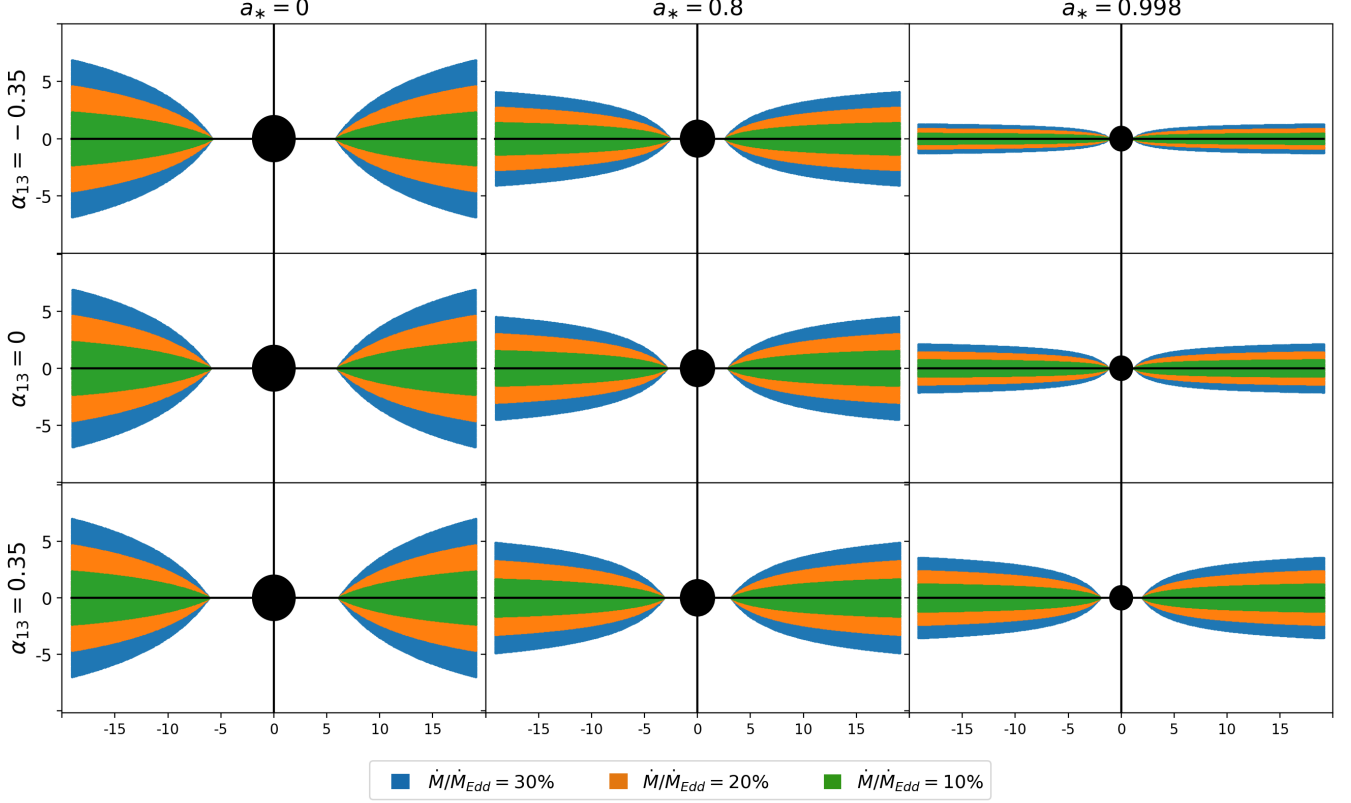 a∗ = 0 a∗ = 0.8 a∗ = 0.998
α13 = − 0.35
5
0
-5
α13 = 0
5
0
-5
α13 = 0.35
5
0
-5
-15 -10 -5 0 5 10 15 -15 -10 -5 0 5 10 15 -15 -10 -5 0 5 10 15
Ṁ/ṀEdd = 30% Ṁ/ṀEdd = 20% Ṁ/ṀEdd = 10%